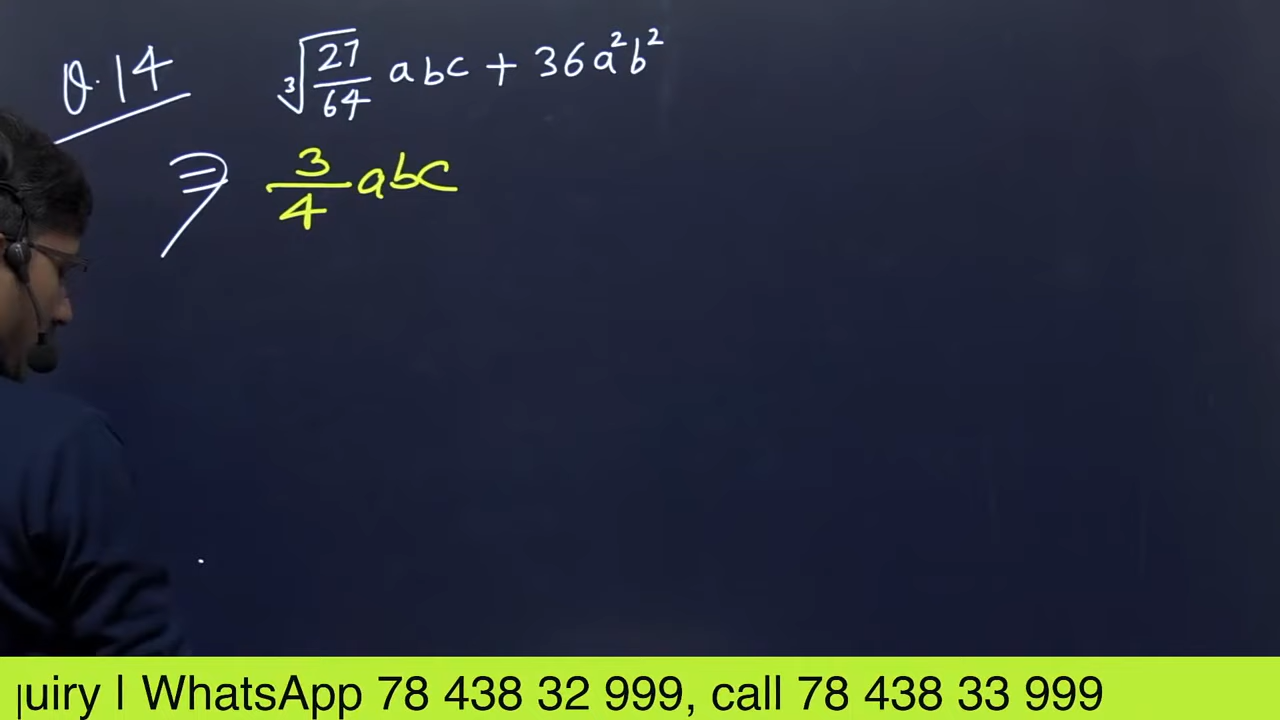 Q.14 ∛(27/64) abc + 36a²b²
⇒ 3/4 abc
uiry | WhatsApp 78 438 32 999, call 78 438 33 999